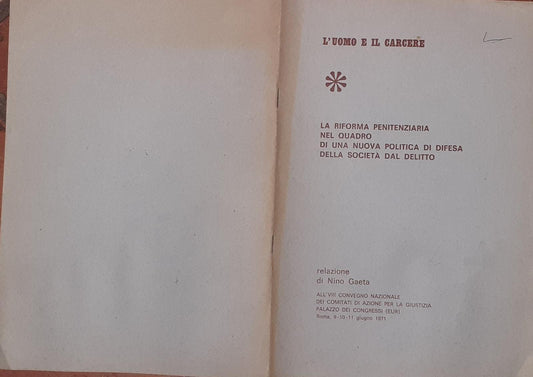 L'UOMO E IL CARCERE
LA RIFORMA PENITENZIARIA
NEL QUADRO
DI UNA NUOVA POLITICA DI DIFESA
DELLA SOCIETÀ DAL DELITTO
relazione
di Nino Gaeta
ALL'VIII CONVEGNO NAZIONALE
DEI COMITATI DI AZIONE PER LA GIUSTIZIA
PALAZZO DEI CONGRESSI (EUR)
Roma, 9-10-11 giugno 1971